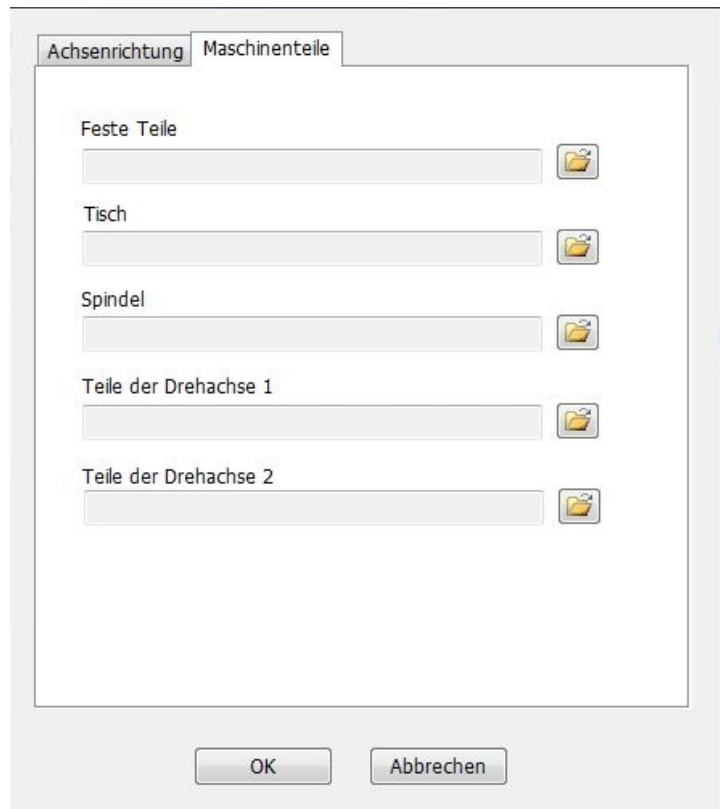 Achsenrichtung Maschinenteile
Feste Teile
Tisch
Spindel
Teile der Drehachse 1
Teile der Drehachse 2
OK Abbrechen